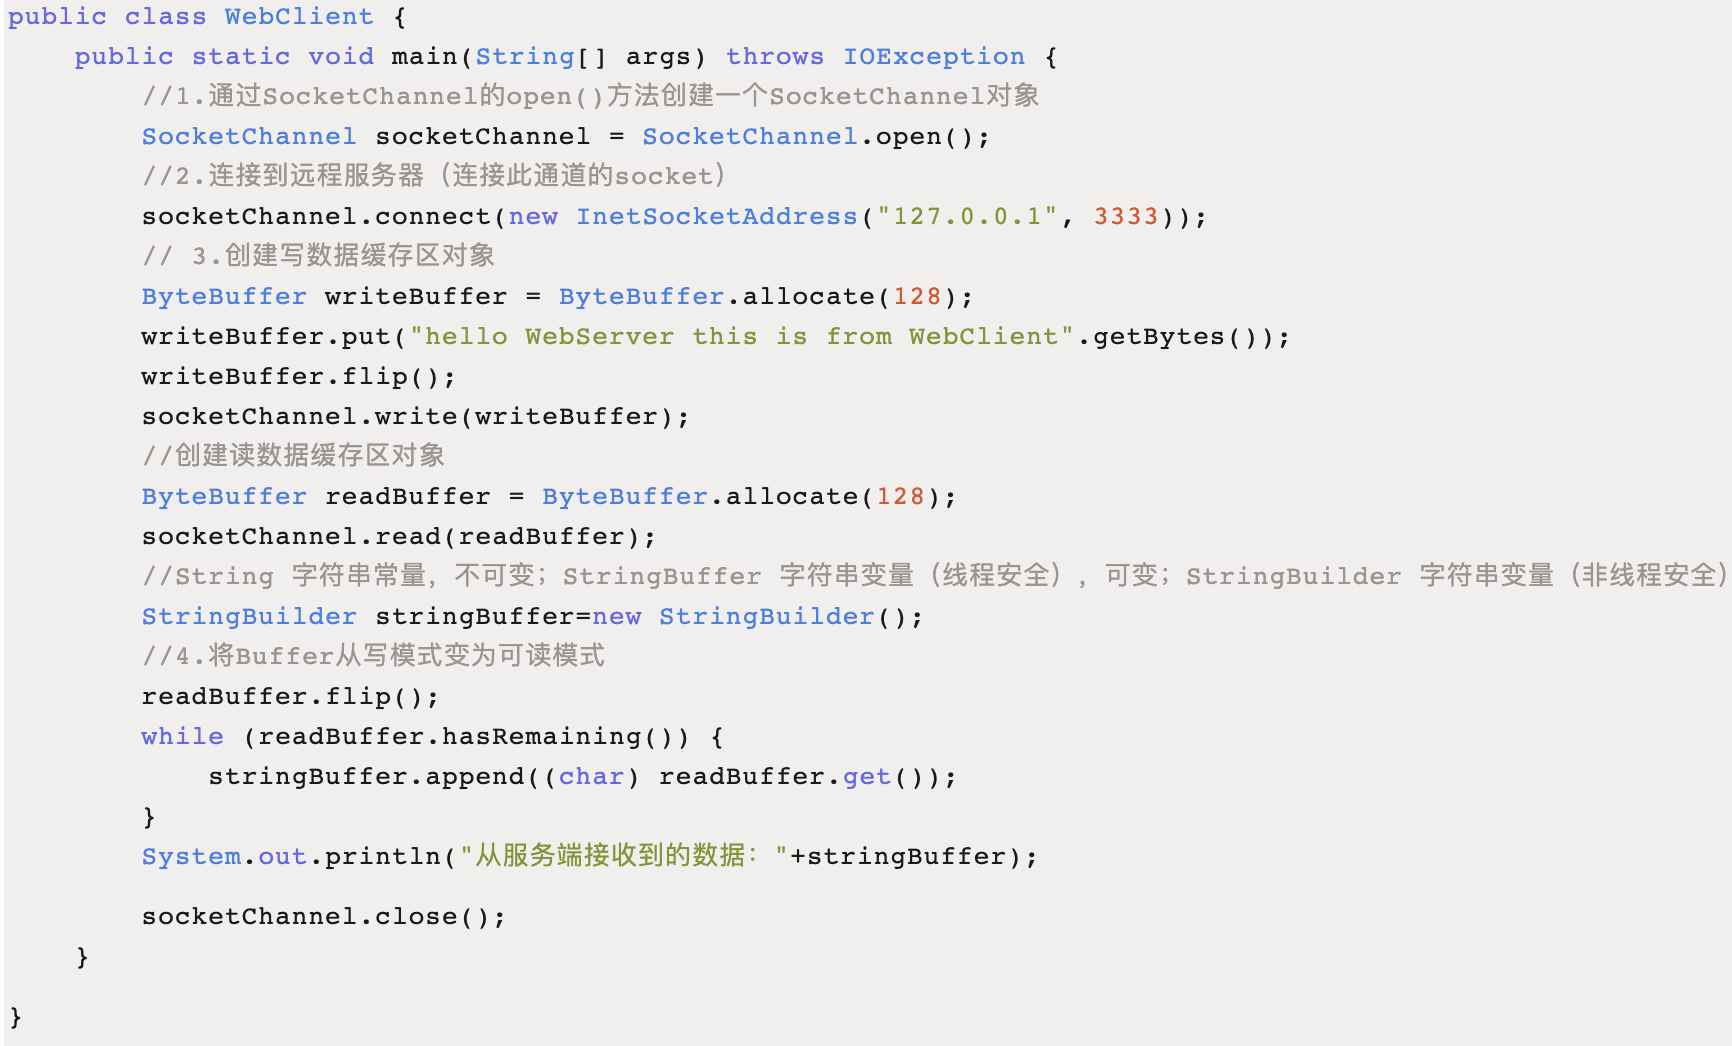 public class WebClient {
    public static void main(String[] args) throws IOException {
        //1.通过SocketChannel的open()方法创建一个SocketChannel对象
        SocketChannel socketChannel = SocketChannel.open();
        //2.连接到远程服务器（连接此通道的socket）
        socketChannel.connect(new InetSocketAddress("127.0.0.1", 3333));
        // 3.创建写数据缓存区对象
        ByteBuffer writeBuffer = ByteBuffer.allocate(128);
        writeBuffer.put("hello WebServer this is from WebClient".getBytes());
        writeBuffer.flip();
        socketChannel.write(writeBuffer);
        //创建读数据缓存区对象
        ByteBuffer readBuffer = ByteBuffer.allocate(128);
        socketChannel.read(readBuffer);
        //String 字符串常量，不可变；StringBuffer 字符串变量（线程安全），可变；StringBuilder 字符串变量（非线程安全）
        StringBuilder stringBuffer=new StringBuilder();
        //4.将Buffer从写模式变为可读模式
        readBuffer.flip();
        while (readBuffer.hasRemaining()) {
            stringBuffer.append((char) readBuffer.get());
        }
        System.out.println("从服务端接收到的数据："+stringBuffer);
        socketChannel.close();
    }
}